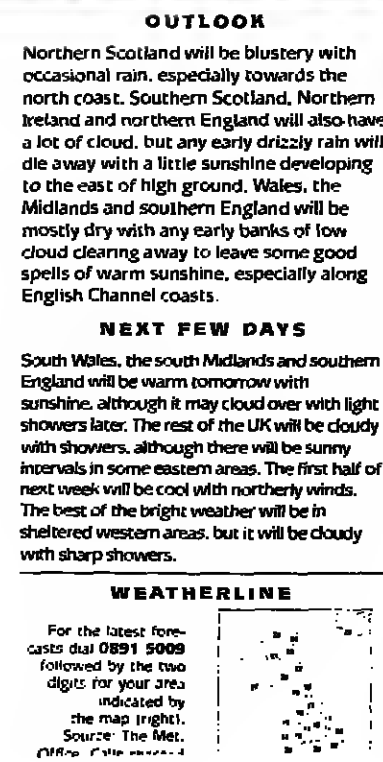 OUTLOOK
Northern Scotland will be blustery with
occasional rain, especially towards the
north coast. Southern Scotland, Northern
Ireland and northern England will also have
a lot of cloud, but any early drizzly rain will
die away with a little sunshine developing
to the east of high ground. Wales, the
Midlands and southern England will be
mostly dry with any early banks of low
cloud clearing away to leave some good
spells of warm sunshine, especially along
English Channel coasts.
NEXT FEW DAYS
South Wales, the south Midlands and southern
England will be warm tomorrow with
sunshine, although it may cloud over with light
showers later. The rest of the UK will be cloudy
with showers, although there will be sunny
intervals in some eastern areas. The first half of
next week will be cool with northerly winds.
The best of the bright weather will be in
sheltered western areas, but it will be cloudy
with sharp showers.
WEATHERLINE
For the latest fore-
casts dial 0891 5009
followed by the two
digits for your area
indicated by
the map (right).
Source: The Met.
Office. Calls